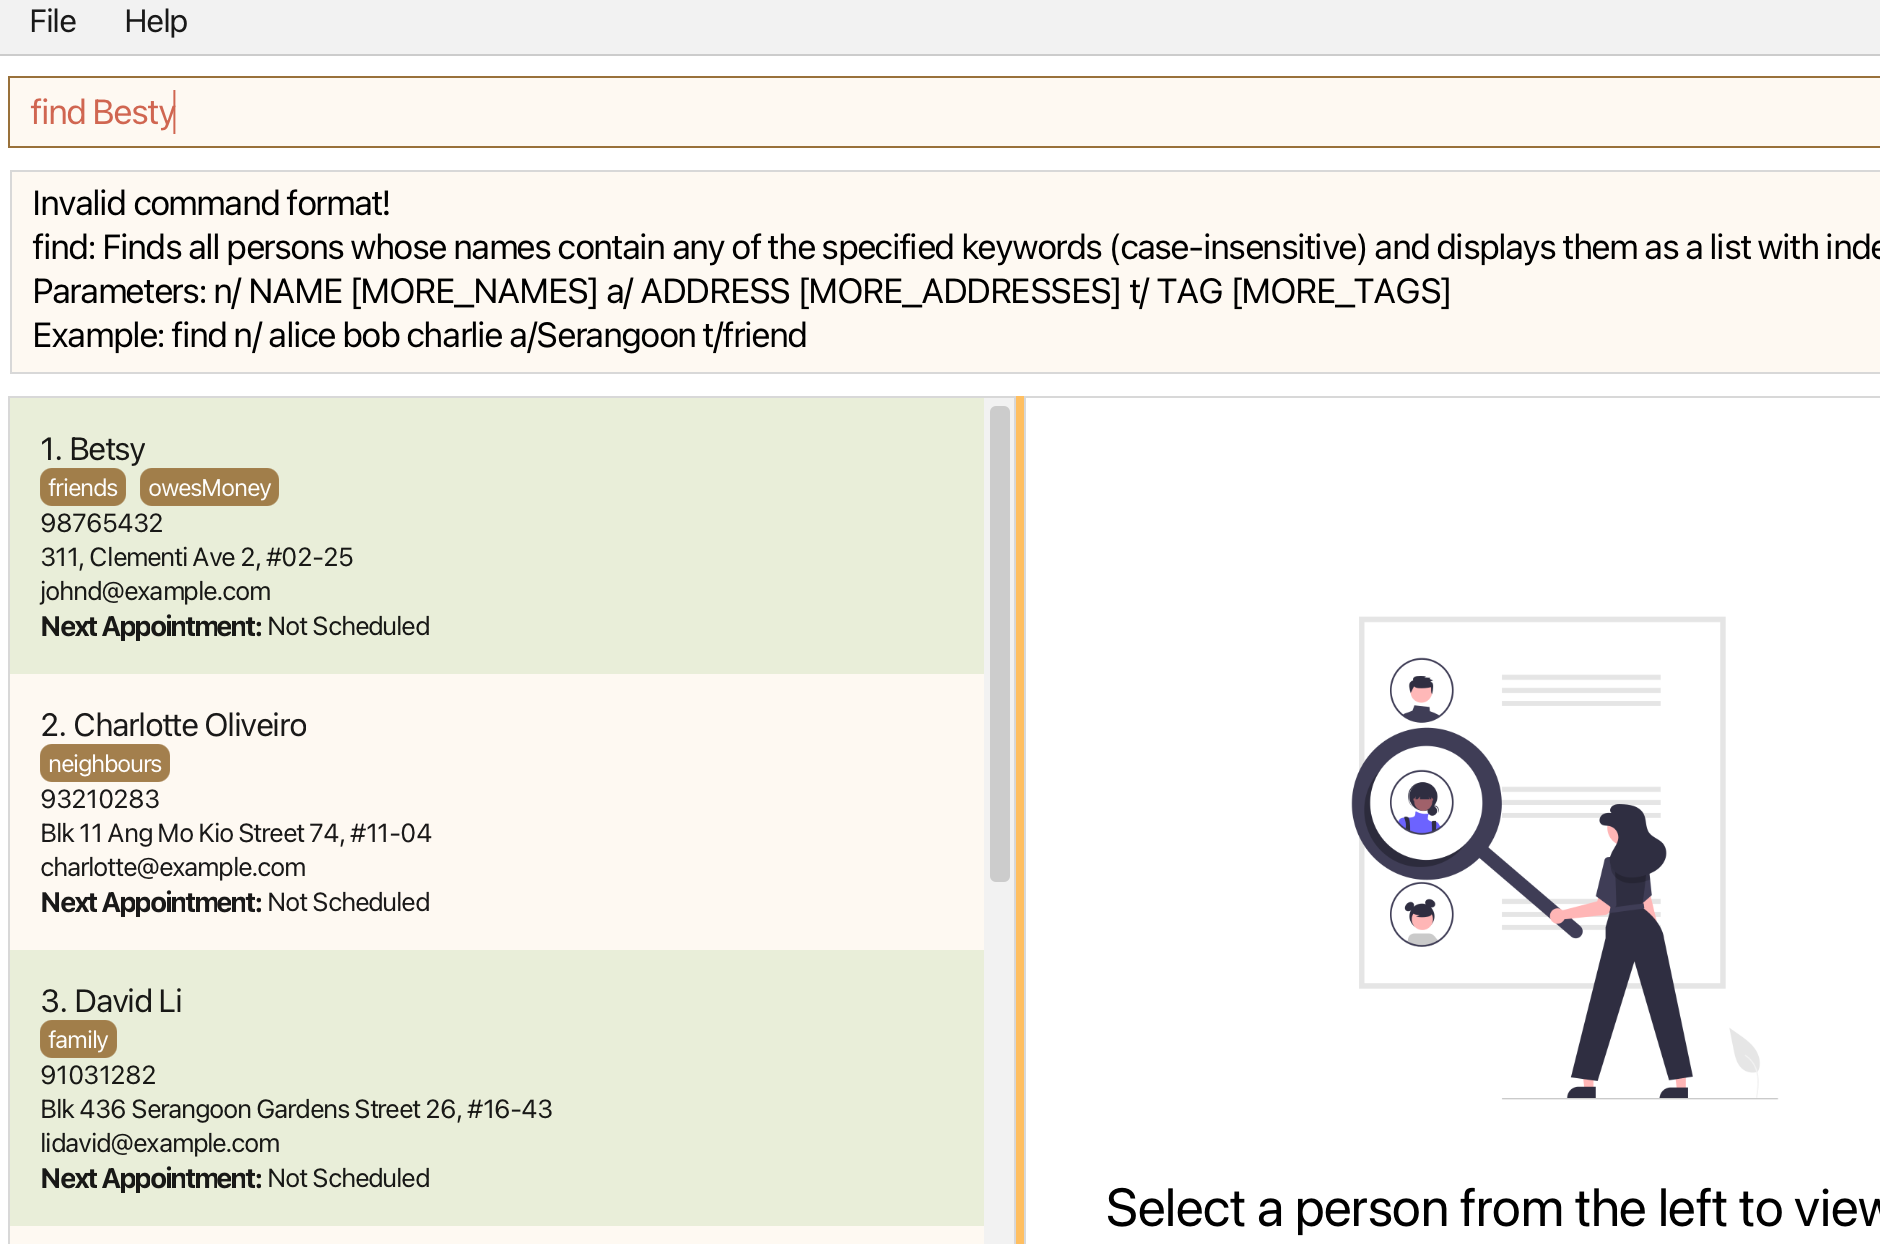 File Help
find Besty
Invalid command format!
find: Finds all persons whose names contain any of the specified keywords (case-insensitive) and displays them as a list with
Parameters: n/ NAME [MORE_NAMES] a/ ADDRESS [MORE_ADDRESSES] t/ TAG [MORE_TAGS]
Example: find n/ alice bob charlie a/Serangoon t/friend
1. Betsy
friends owesMoney
98765432
311, Clementi Ave 2, #02-25
johnd@example.com
Next Appointment: Not Scheduled
2. Charlotte Oliveiro
neighbours
93210283
Blk 11 Ang Mo Kio Street 74, #11-04
charlotte@example.com
Next Appointment: Not Scheduled
3. David Li
family
91031282
Blk 436 Serangoon Gardens Street 26, #16-43
lidavid@example.com
Next Appointment: Not Scheduled
Select a person from the left to view